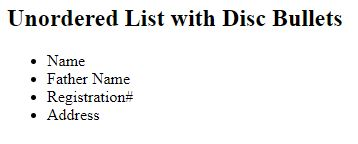 Unordered List with Disc Bullets
• Name
• Father Name
• Registration#
• Address